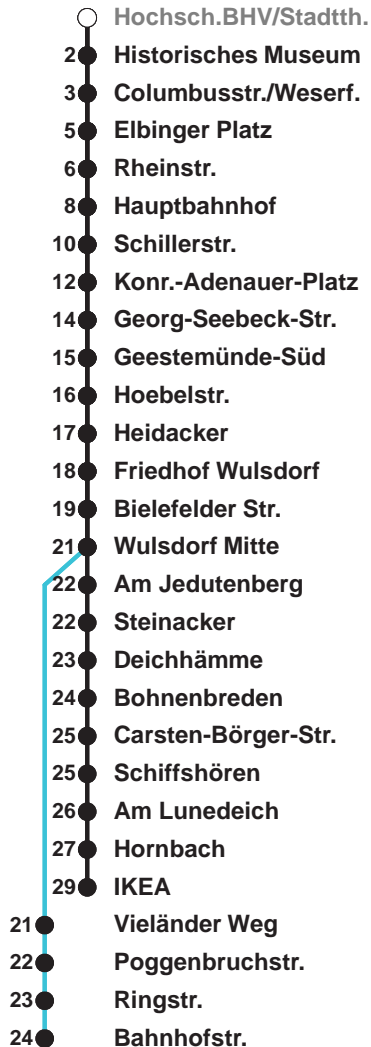 Hochsch.BHV/Stadtth.
2 Historisches Museum
3 Columbusstr./Weserf.
5 Elbinger Platz
6 Rheinstr.
8 Hauptbahnhof
10 Schillerstr.
12 Konr.-Adenauer-Platz
14 Georg-Seebeck-Str.
15 Geestemünde-Süd
16 Hoebelstr.
17 Heidacker
18 Friedhof Wulsdorf
19 Bielefelder Str.
21 Wulsdorf Mitte
22 Am Jedutenberg
22 Steinacker
23 Deichhämme
24 Bohnenbreden
25 Carsten-Börger-Str.
25 Schiffshören
26 Am Lunedeich
27 Hornbach
29 IKEA
21 Vieländer Weg
22 Poggenbruchstr.
23 Ringstr.
24 Bahnhofstr.